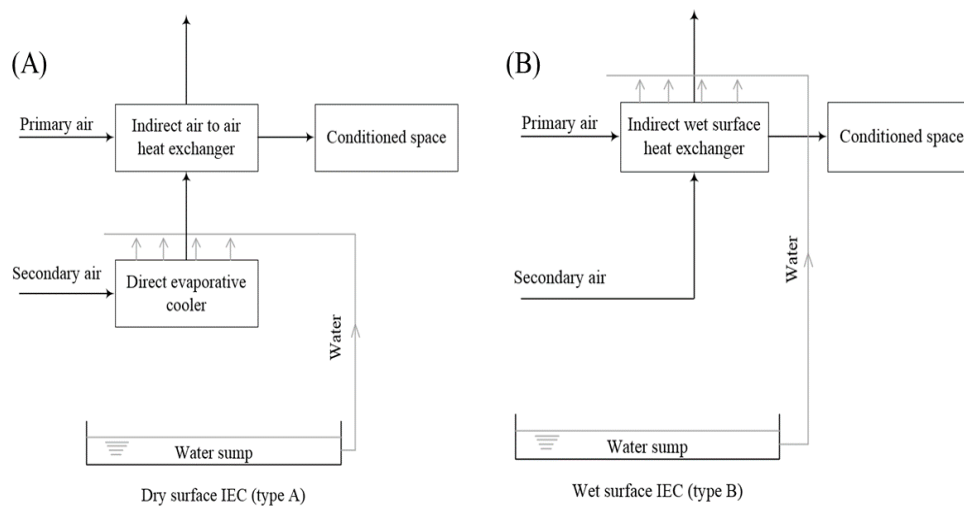 (A)
Primary air
Indirect air to air
heat exchanger
Conditioned space
Secondary air
Direct evaporative
cooler
Water
Water sump
Dry surface IEC (type A)
(B)
Primary air
Indirect wet surface
heat exchanger
Conditioned space
Secondary air
Water
Water sump
Wet surface IEC (type B)